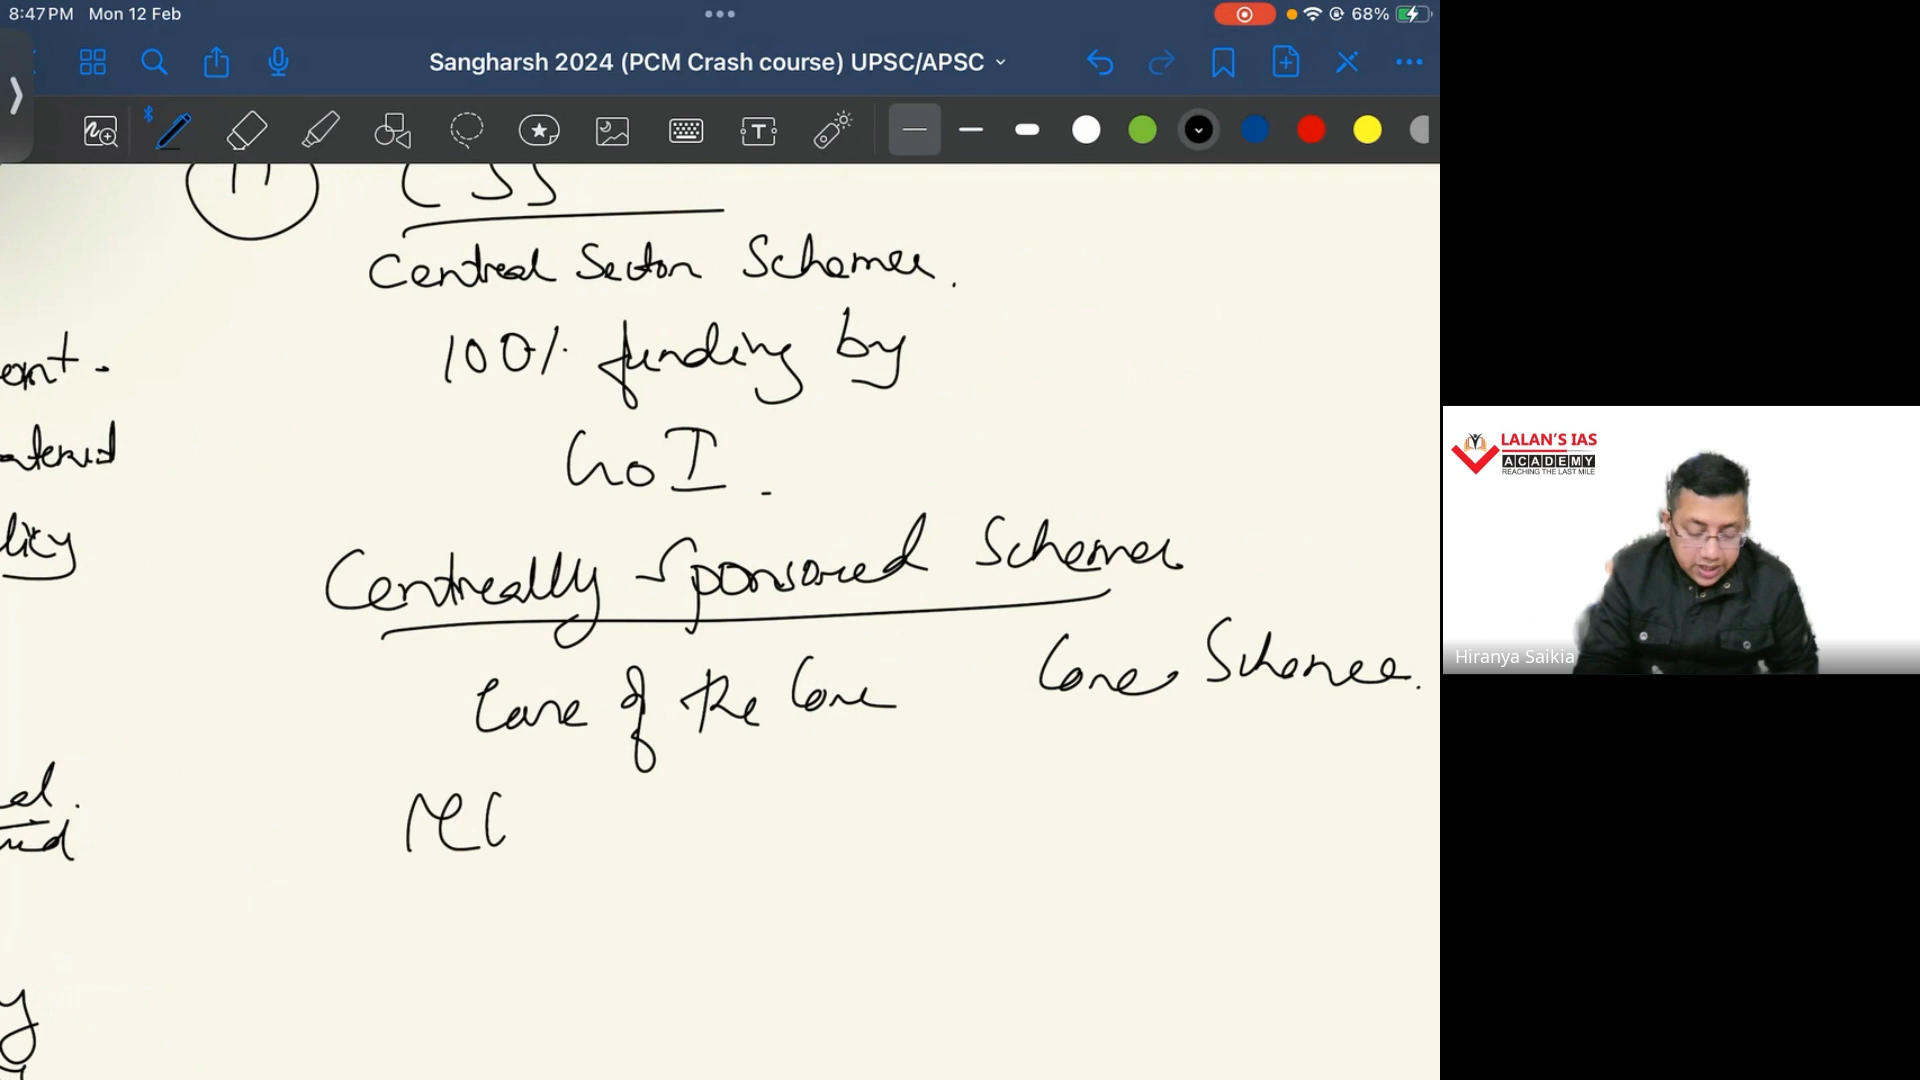 8:47 PM Mon 12 Feb
68%
Sangharsh 2024 (PCM Crash course) UPSC/APSC
T
11 CSS
Central Sector Schemes.
100% funding by
GoI.
Centrally Sponsored Schemes
Core of the Core
Core Schemes.
LALAN'S IAS
ACADEMY
REACHING THE LAST MILE
Hiranya Saikia